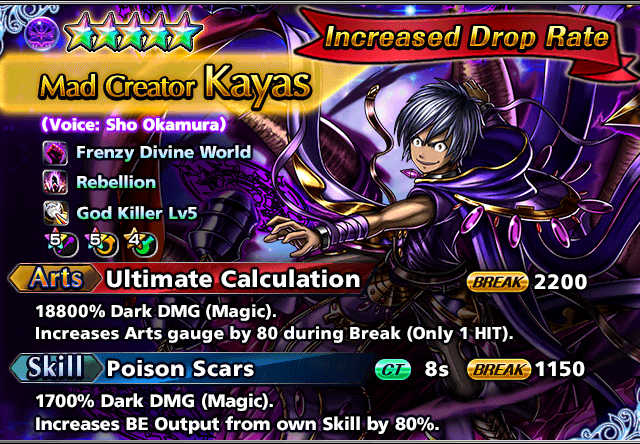 Increased Drop Rate
Mad Creator Kayas
(Voice: Sho Okamura)
Frenzy Divine World
Rebellion
God Killer Lv5
5 5 4
Arts Ultimate Calculation BREAK 2200
18800% Dark DMG (Magic).
Increases Arts gauge by 80 during Break (Only 1 HIT).
Skill Poison Scars CT 8s BREAK 1150
1700% Dark DMG (Magic).
Increases BE Output from own Skill by 80%.